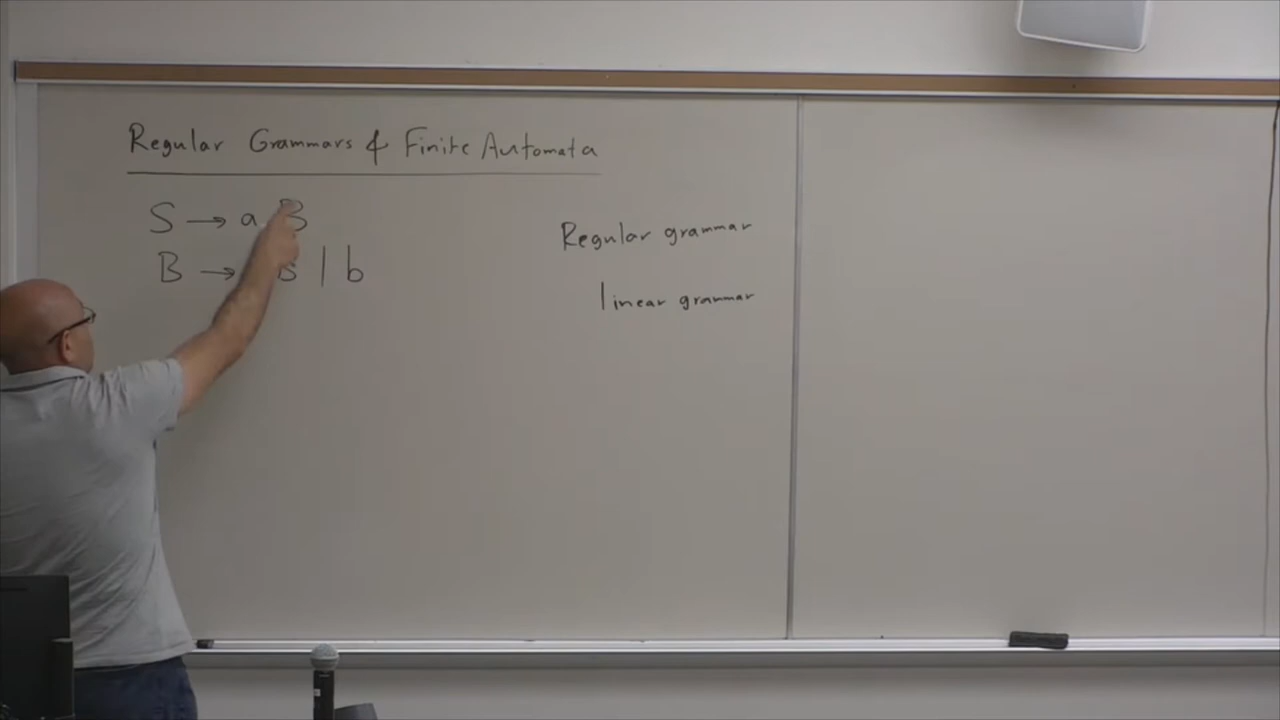 Regular Grammars & Finite Automata
S → a B
B → B | b
Regular grammar
linear grammar